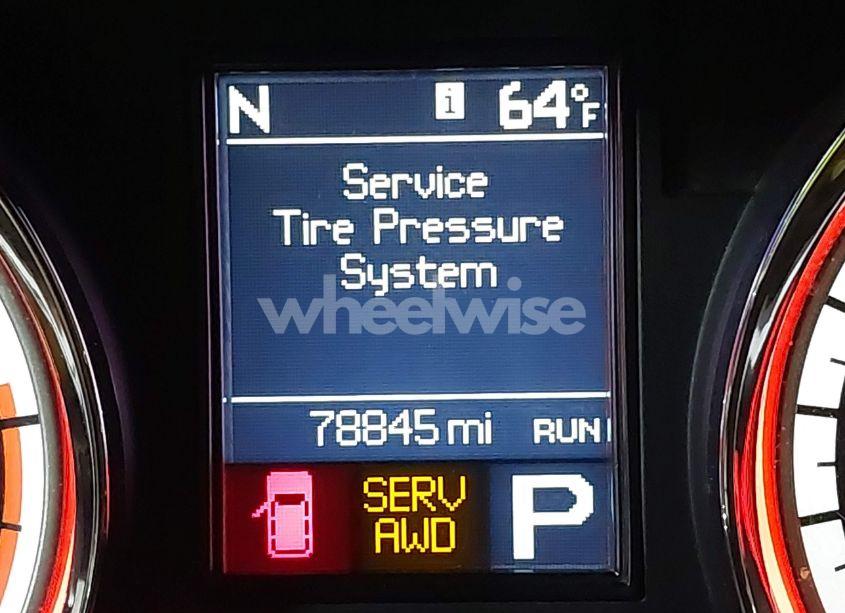 N i 64°F
Service
Tire Pressure
System
wheelwise
78845 mi RUN
SERV
AWD
P